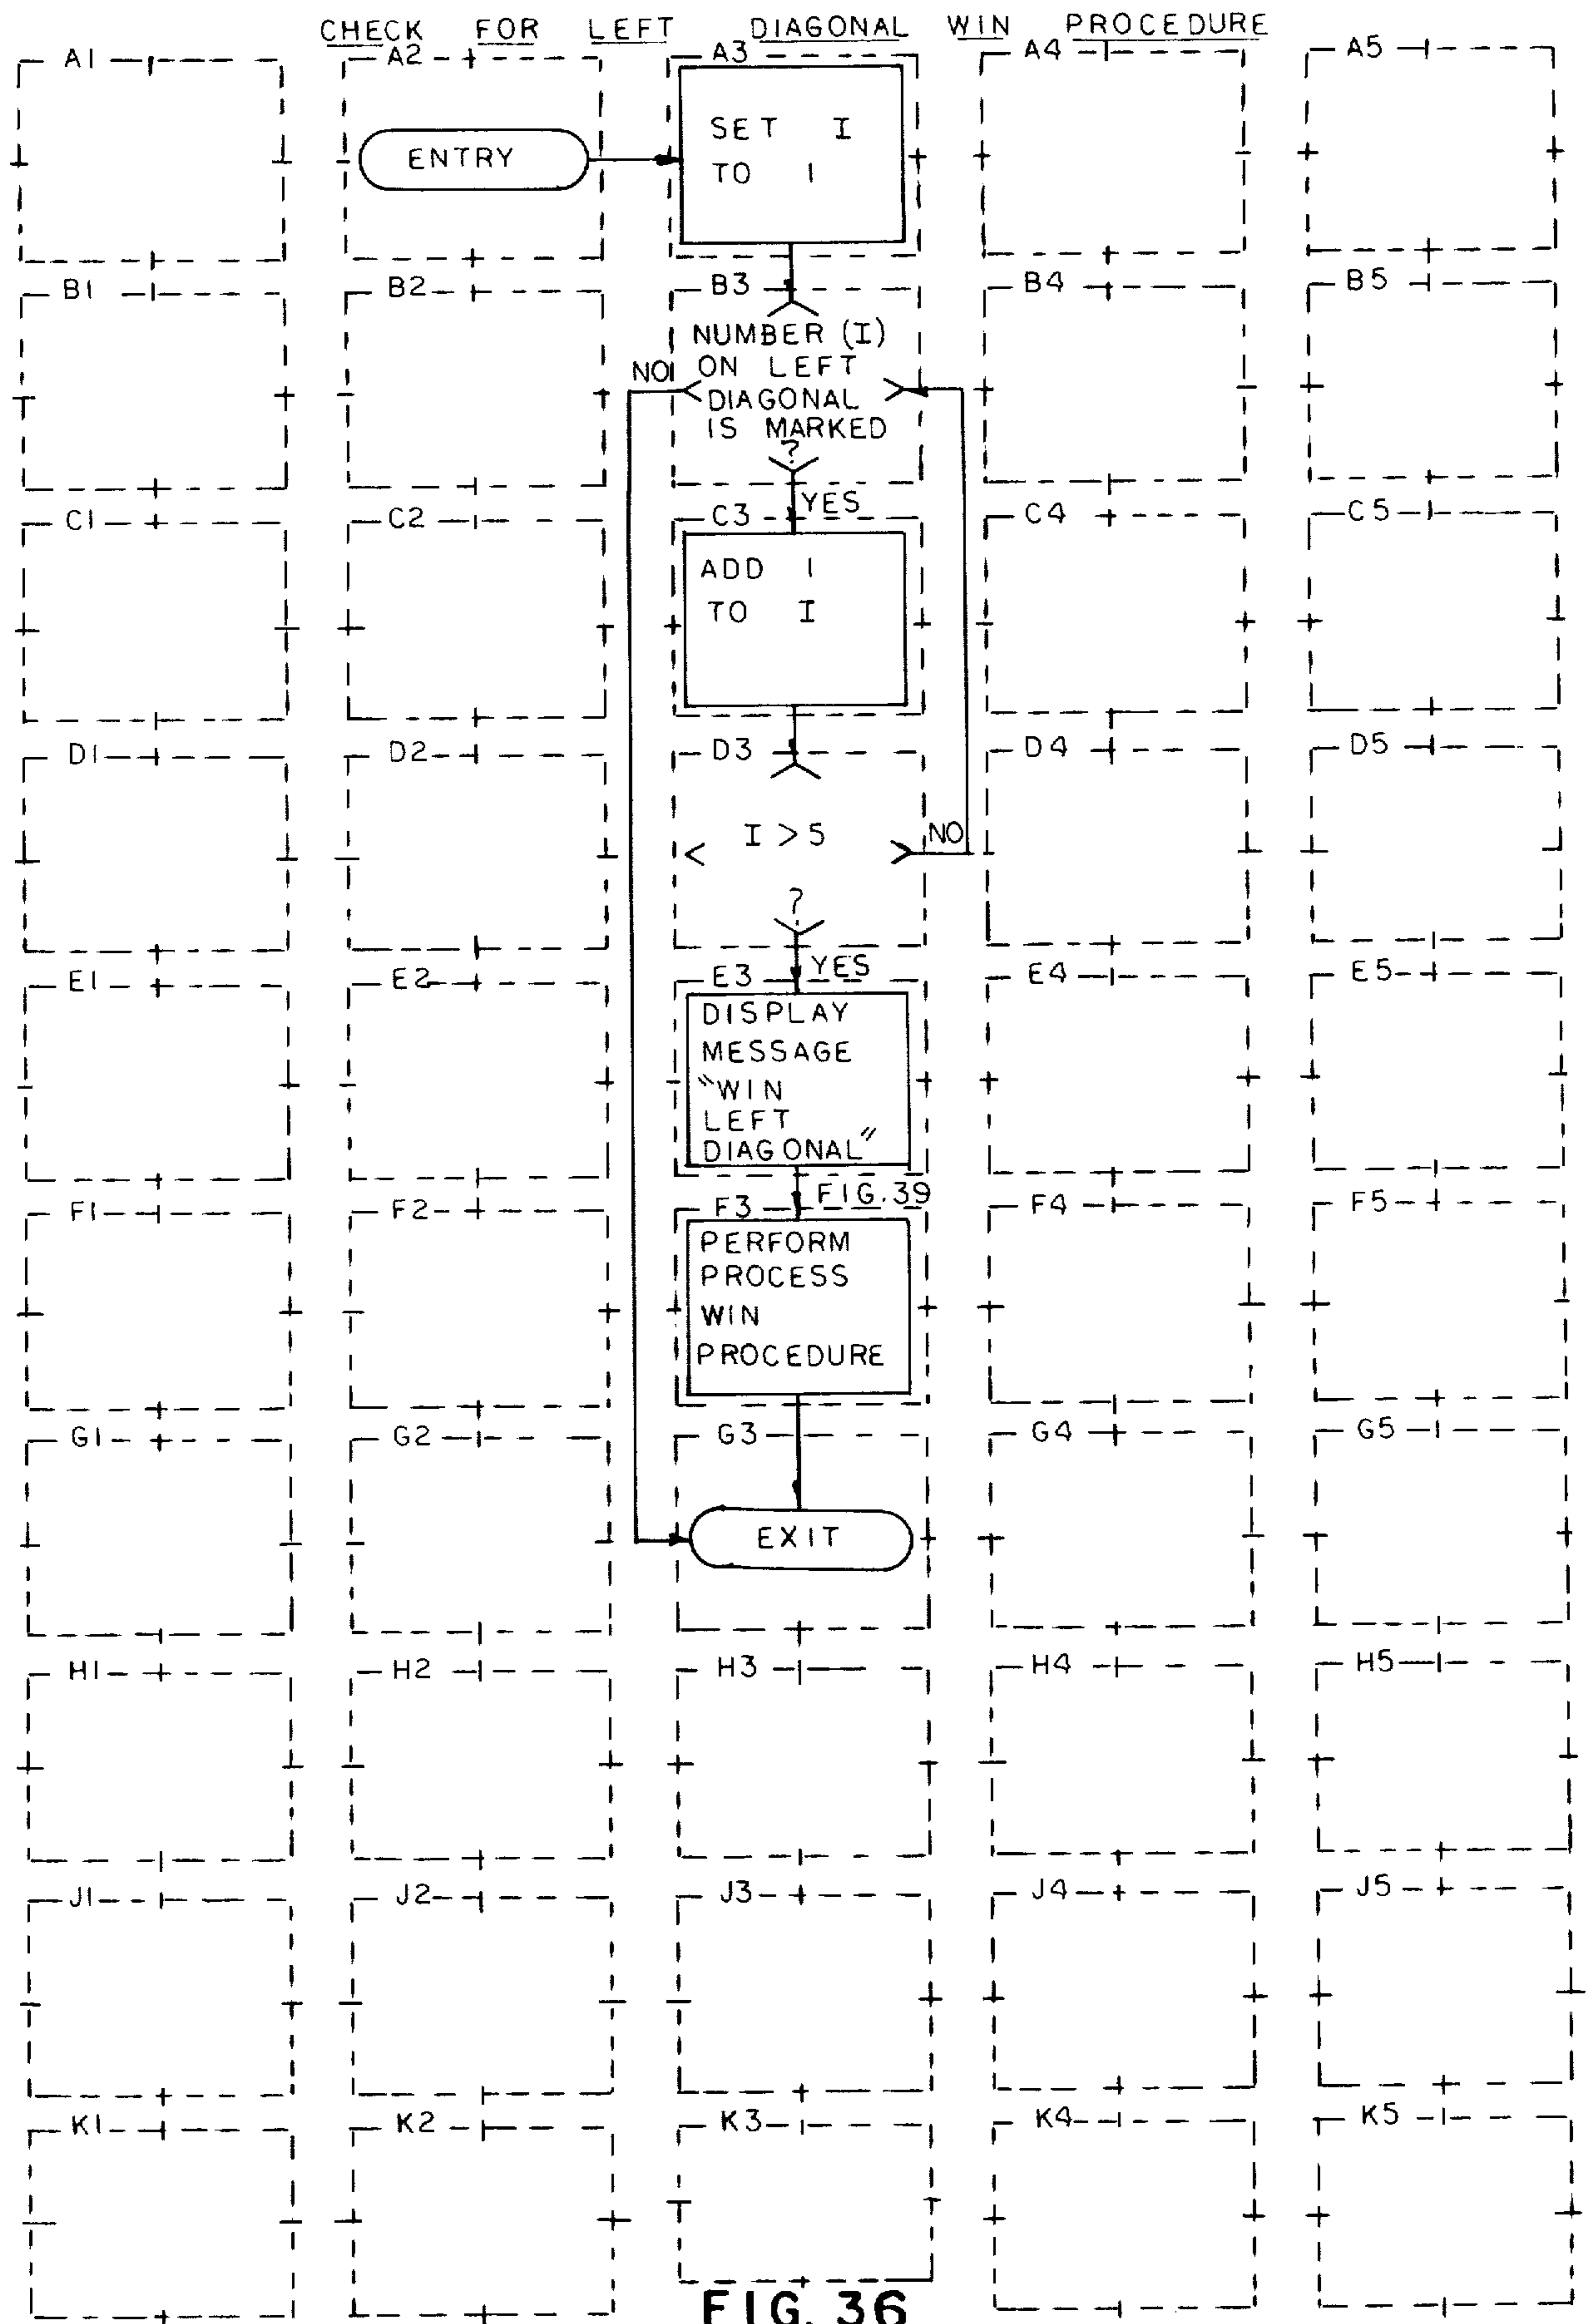 CHECK FOR LEFT DIAGONAL WIN PROCEDURE
A1 A2 A3 A4 A5
ENTRY
SET I
TO 1
B1 B2 B3 B4 B5
NUMBER (I)
ON LEFT
DIAGONAL
IS MARKED
?
NO
YES
C1 C2 C3 C4 C5
ADD 1
TO I
D1 D2 D3 D4 D5
I > 5
?
NO
YES
E1 E2 E3 E4 E5
DISPLAY
MESSAGE
"WIN
LEFT
DIAGONAL"
FIG. 39
F1 F2 F3 F4 F5
PERFORM
PROCESS
WIN
PROCEDURE
G1 G2 G3 G4 G5
EXIT
H1 H2 H3 H4 H5
J1 J2 J3 J4 J5
K1 K2 K3 K4 K5
FIG. 36